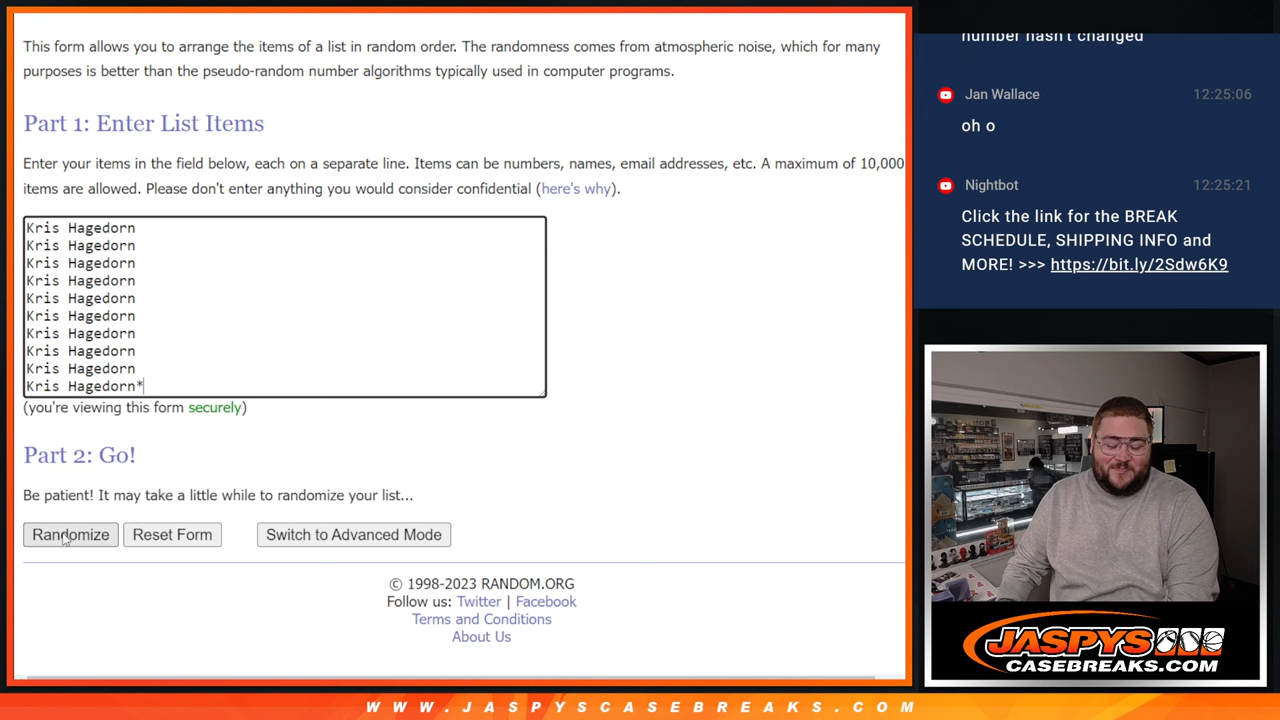 This form allows you to arrange the items of a list in random order. The randomness comes from atmospheric noise, which for many
purposes is better than the pseudo-random number algorithms typically used in computer programs.
Part 1: Enter List Items
Enter your items in the field below, each on a separate line. Items can be numbers, names, email addresses, etc. A maximum of 10,000
items are allowed. Please don't enter anything you would consider confidential (here's why).
Kris Hagedorn
Kris Hagedorn
Kris Hagedorn
Kris Hagedorn
Kris Hagedorn
Kris Hagedorn
Kris Hagedorn
Kris Hagedorn
Kris Hagedorn
Kris Hagedorn*
(you're viewing this form securely)
Part 2: Go!
Be patient! It may take a little while to randomize your list...
Randomize Reset Form Switch to Advanced Mode
© 1998-2023 RANDOM.ORG
Follow us: Twitter | Facebook
Terms and Conditions
About Us
number hasn't changed
Jan Wallace 12:25:06
oh o
Nightbot 12:25:21
Click the link for the BREAK
SCHEDULE, SHIPPING INFO and
MORE! >>> https://bit.ly/2Sdw6K9
JASPYS
CASEBREAKS.COM
WWW.JASPYSCASEBREAKS.COM